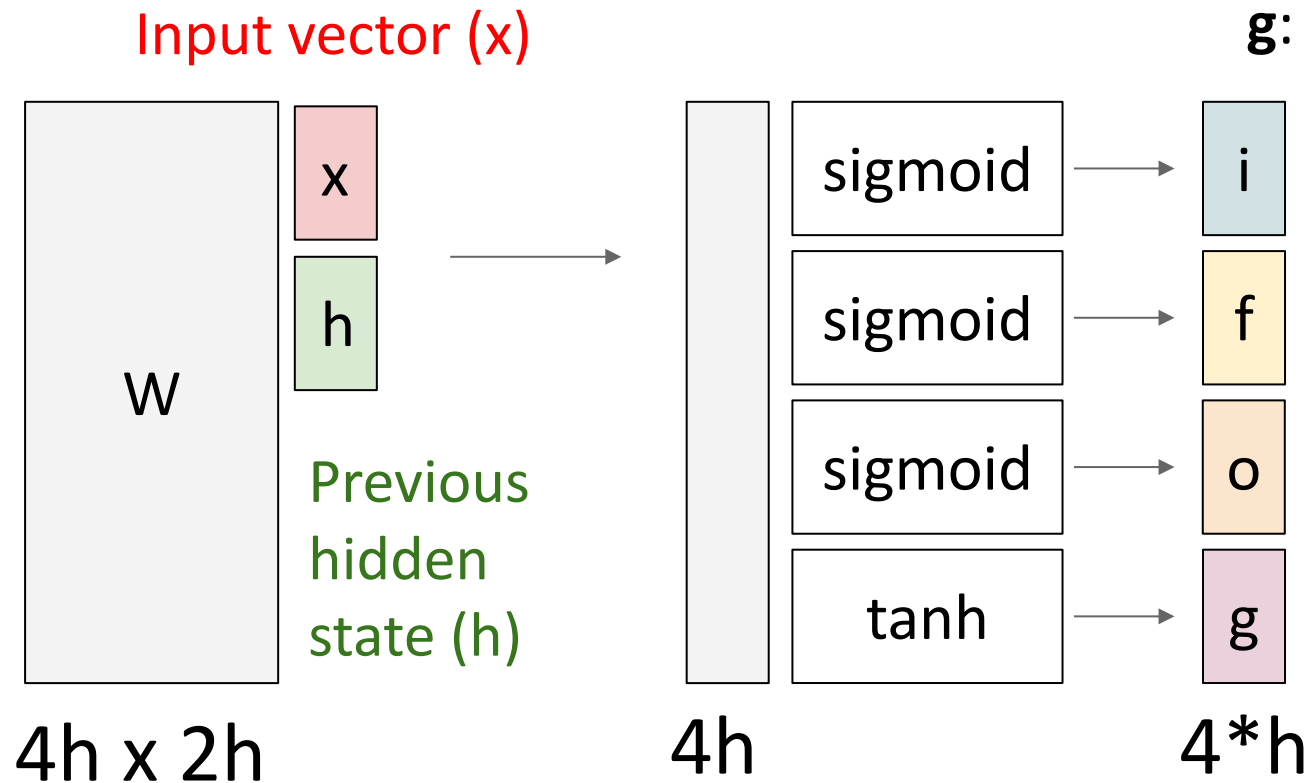 Input vector (x)
g:
W
x
h
Previous
hidden
state (h)
sigmoid
i
sigmoid
f
sigmoid
o
tanh
g
4h x 2h
4h
4*h